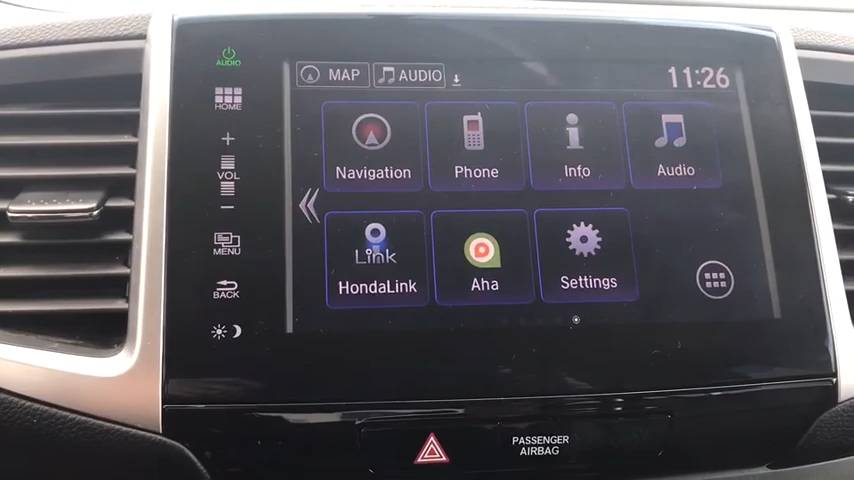 AUDIO
HOME
+
VOL
−
MENU
BACK
MAP
AUDIO
11:26
Navigation
Phone
Info
Audio
Link
HondaLink
Aha
Settings
PASSENGER
AIRBAG